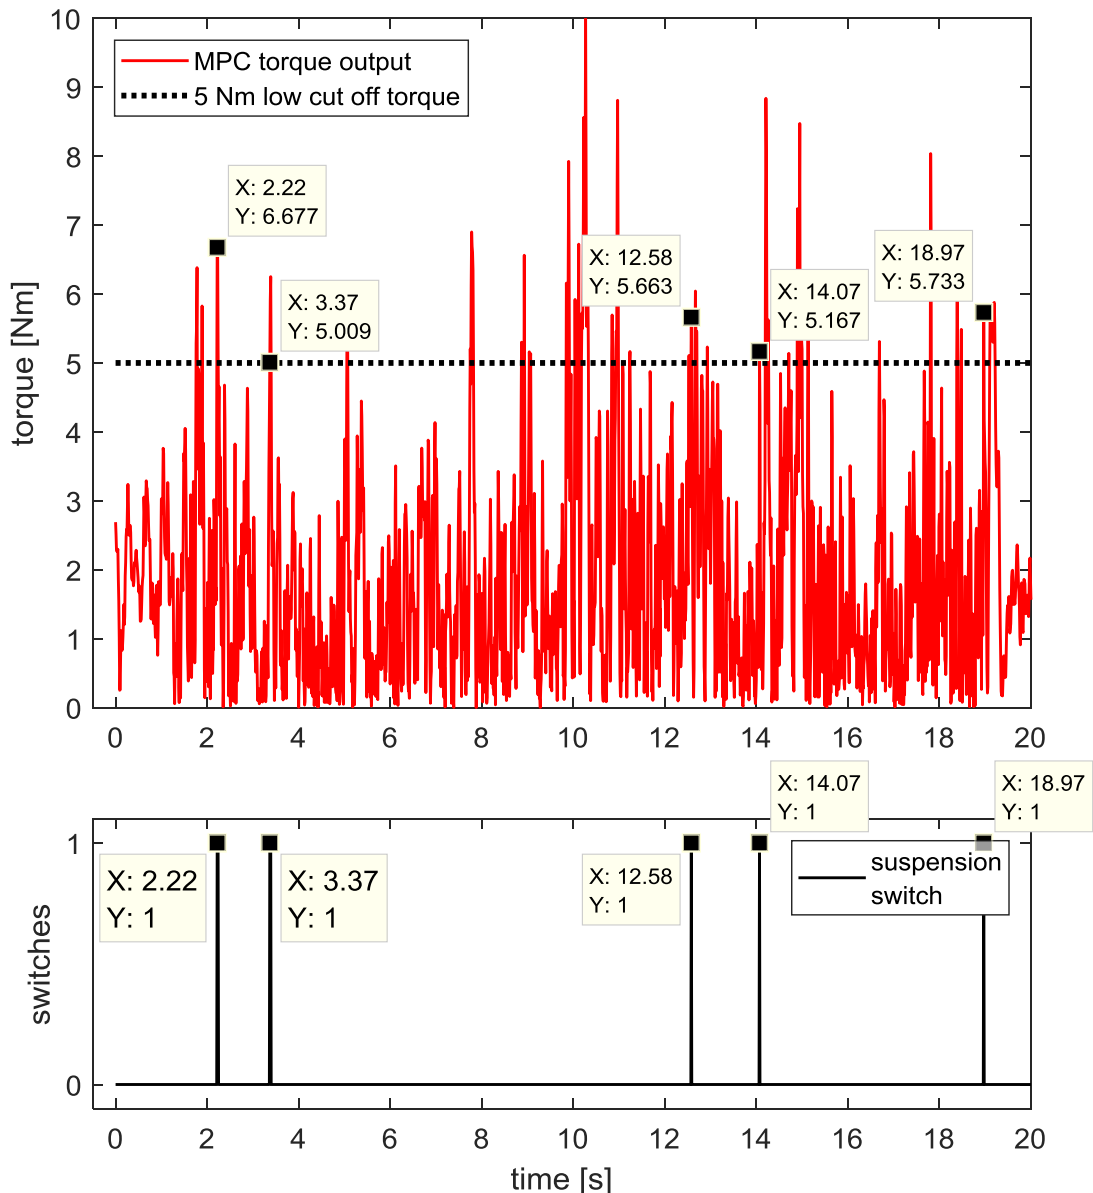 10
9
8
7
6
5
4
3
2
1
0
torque [Nm]
MPC torque output
5 Nm low cut off torque
X: 2.22
Y: 6.677
X: 3.37
Y: 5.009
X: 12.58
Y: 5.663
X: 14.07
Y: 5.167
X: 18.97
Y: 5.733
0 2 4 6 8 10 12 14 16 18 20
X: 14.07
Y: 1
X: 18.97
Y: 1
1
0
switches
X: 2.22
Y: 1
X: 3.37
Y: 1
X: 12.58
Y: 1
suspension
switch
0 2 4 6 8 10 12 14 16 18 20
time [s]